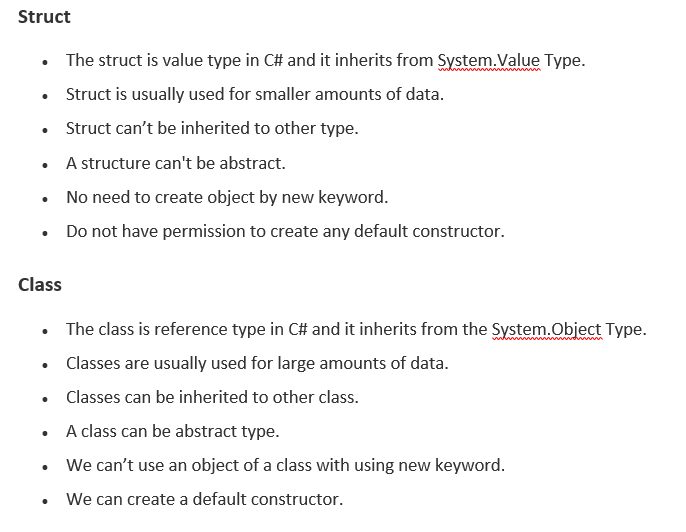 Struct
• The struct is value type in C# and it inherits from System.Value Type.
• Struct is usually used for smaller amounts of data.
• Struct can’t be inherited to other type.
• A structure can't be abstract.
• No need to create object by new keyword.
• Do not have permission to create any default constructor.
Class
• The class is reference type in C# and it inherits from the System.Object Type.
• Classes are usually used for large amounts of data.
• Classes can be inherited to other class.
• A class can be abstract type.
• We can’t use an object of a class with using new keyword.
• We can create a default constructor.